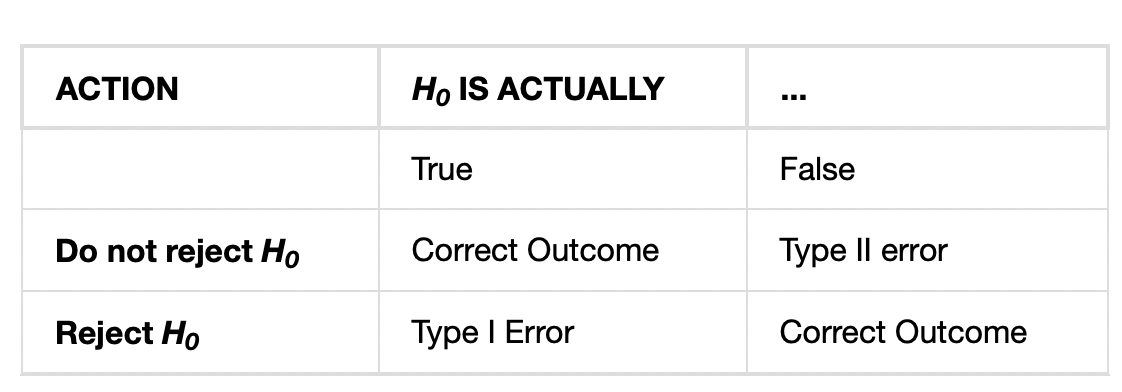 ACTION H0 IS ACTUALLY ...
True False
Do not reject H0 Correct Outcome Type II error
Reject H0 Type I Error Correct Outcome